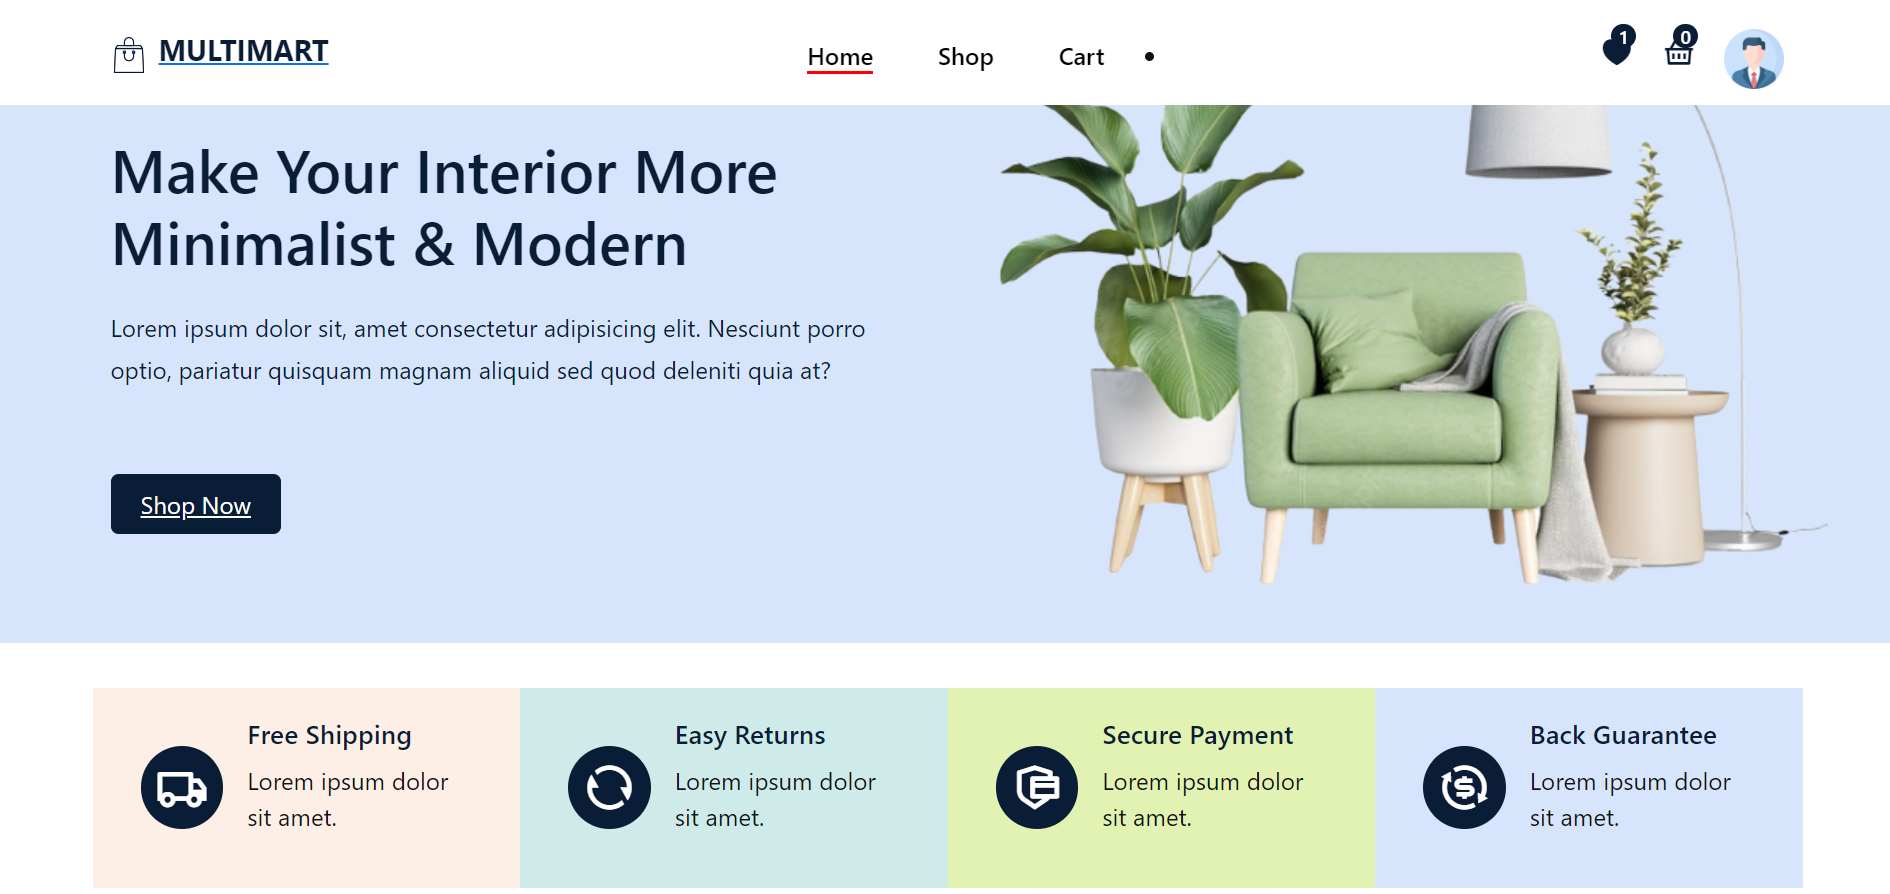 MULTIMART
Home Shop Cart
1 0
Make Your Interior More
Minimalist & Modern
Lorem ipsum dolor sit, amet consectetur adipisicing elit. Nesciunt porro
optio, pariatur quisquam magnam aliquid sed quod deleniti quia at?
Shop Now
Free Shipping
Lorem ipsum dolor
sit amet.
Easy Returns
Lorem ipsum dolor
sit amet.
Secure Payment
Lorem ipsum dolor
sit amet.
Back Guarantee
Lorem ipsum dolor
sit amet.